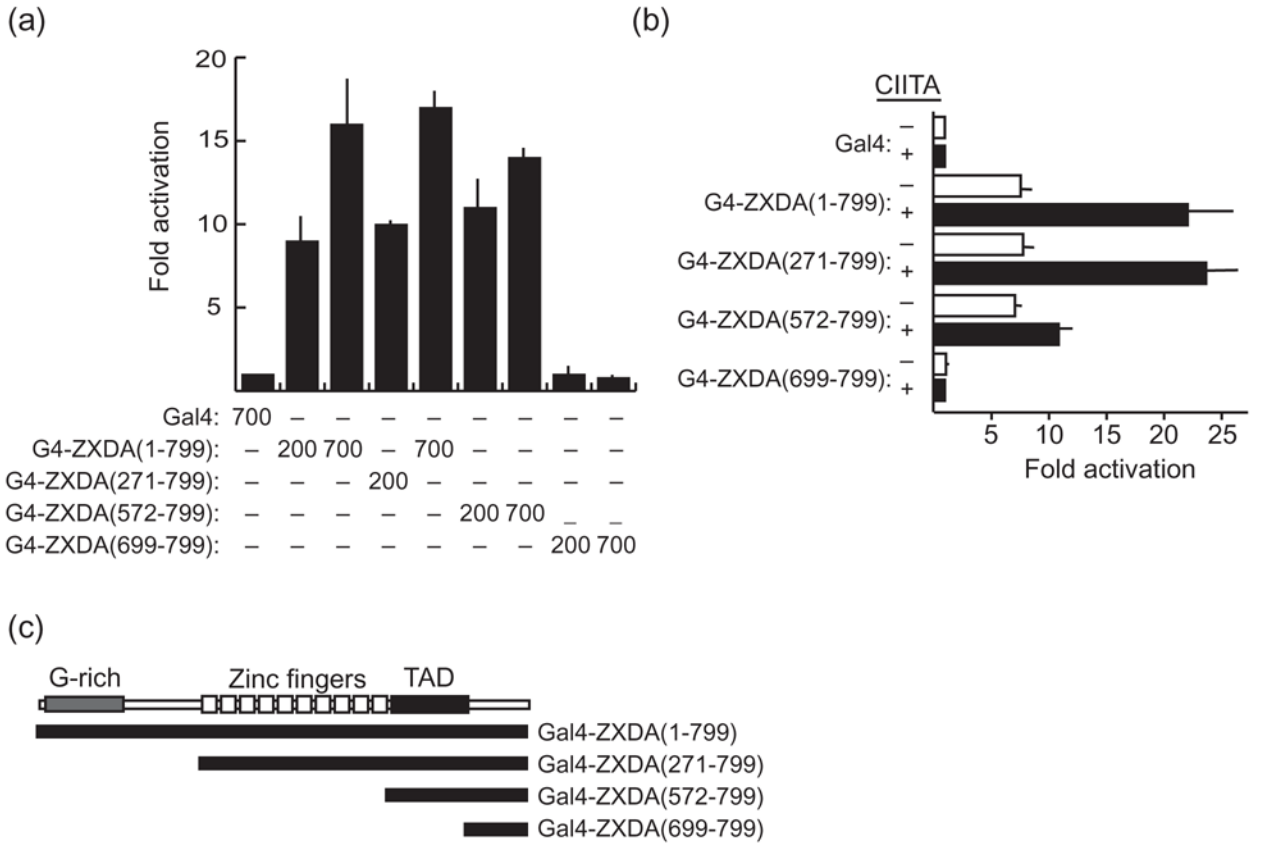 (a)
20
15
10
5
Fold activation
Gal4: 700 – – – – – – – –
G4-ZXDA(1-799): – 200 700 – 700 – – – –
G4-ZXDA(271-799): – – – 200 – – – – –
G4-ZXDA(572-799): – – – – – 200 700 _ _
G4-ZXDA(699-799): – – – – – – – 200 700
(b)
CIITA
Gal4: – +
G4-ZXDA(1-799): – +
G4-ZXDA(271-799): – +
G4-ZXDA(572-799): – +
G4-ZXDA(699-799): – +
5 10 15 20 25
Fold activation
(c)
G-rich Zinc fingers TAD
Gal4-ZXDA(1-799)
Gal4-ZXDA(271-799)
Gal4-ZXDA(572-799)
Gal4-ZXDA(699-799)